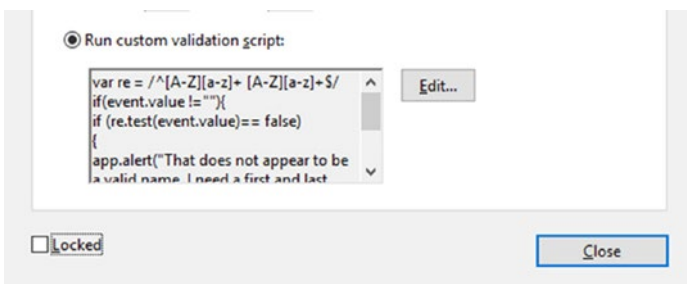 Run custom validation script:
var re = /^[A-Z][a-z]+ [A-Z][a-z]+$/
if(event.value !=""){
if (re.test(event.value)== false)
{
app.alert("That does not appear to be
a valid name. I need a first and last
Edit...
Locked
Close